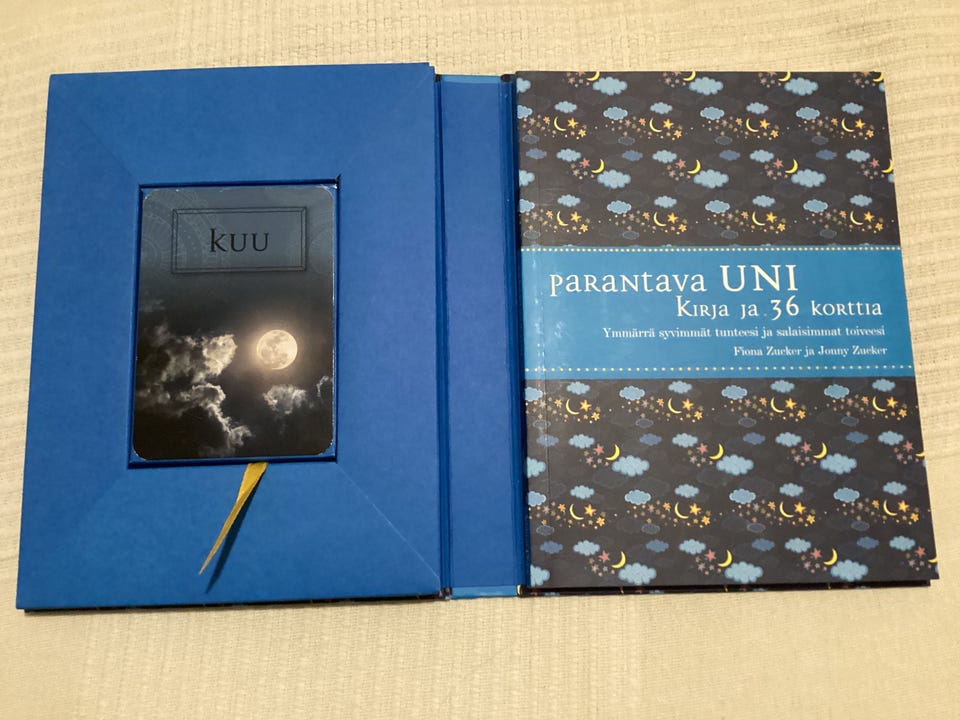 kuu
parantava UNI
Kirja ja 36 korttia
Ymmärrä syvimmät tunteesi ja salaisimmat toiveesi
Fiona Zucker ja Jonny Zucker